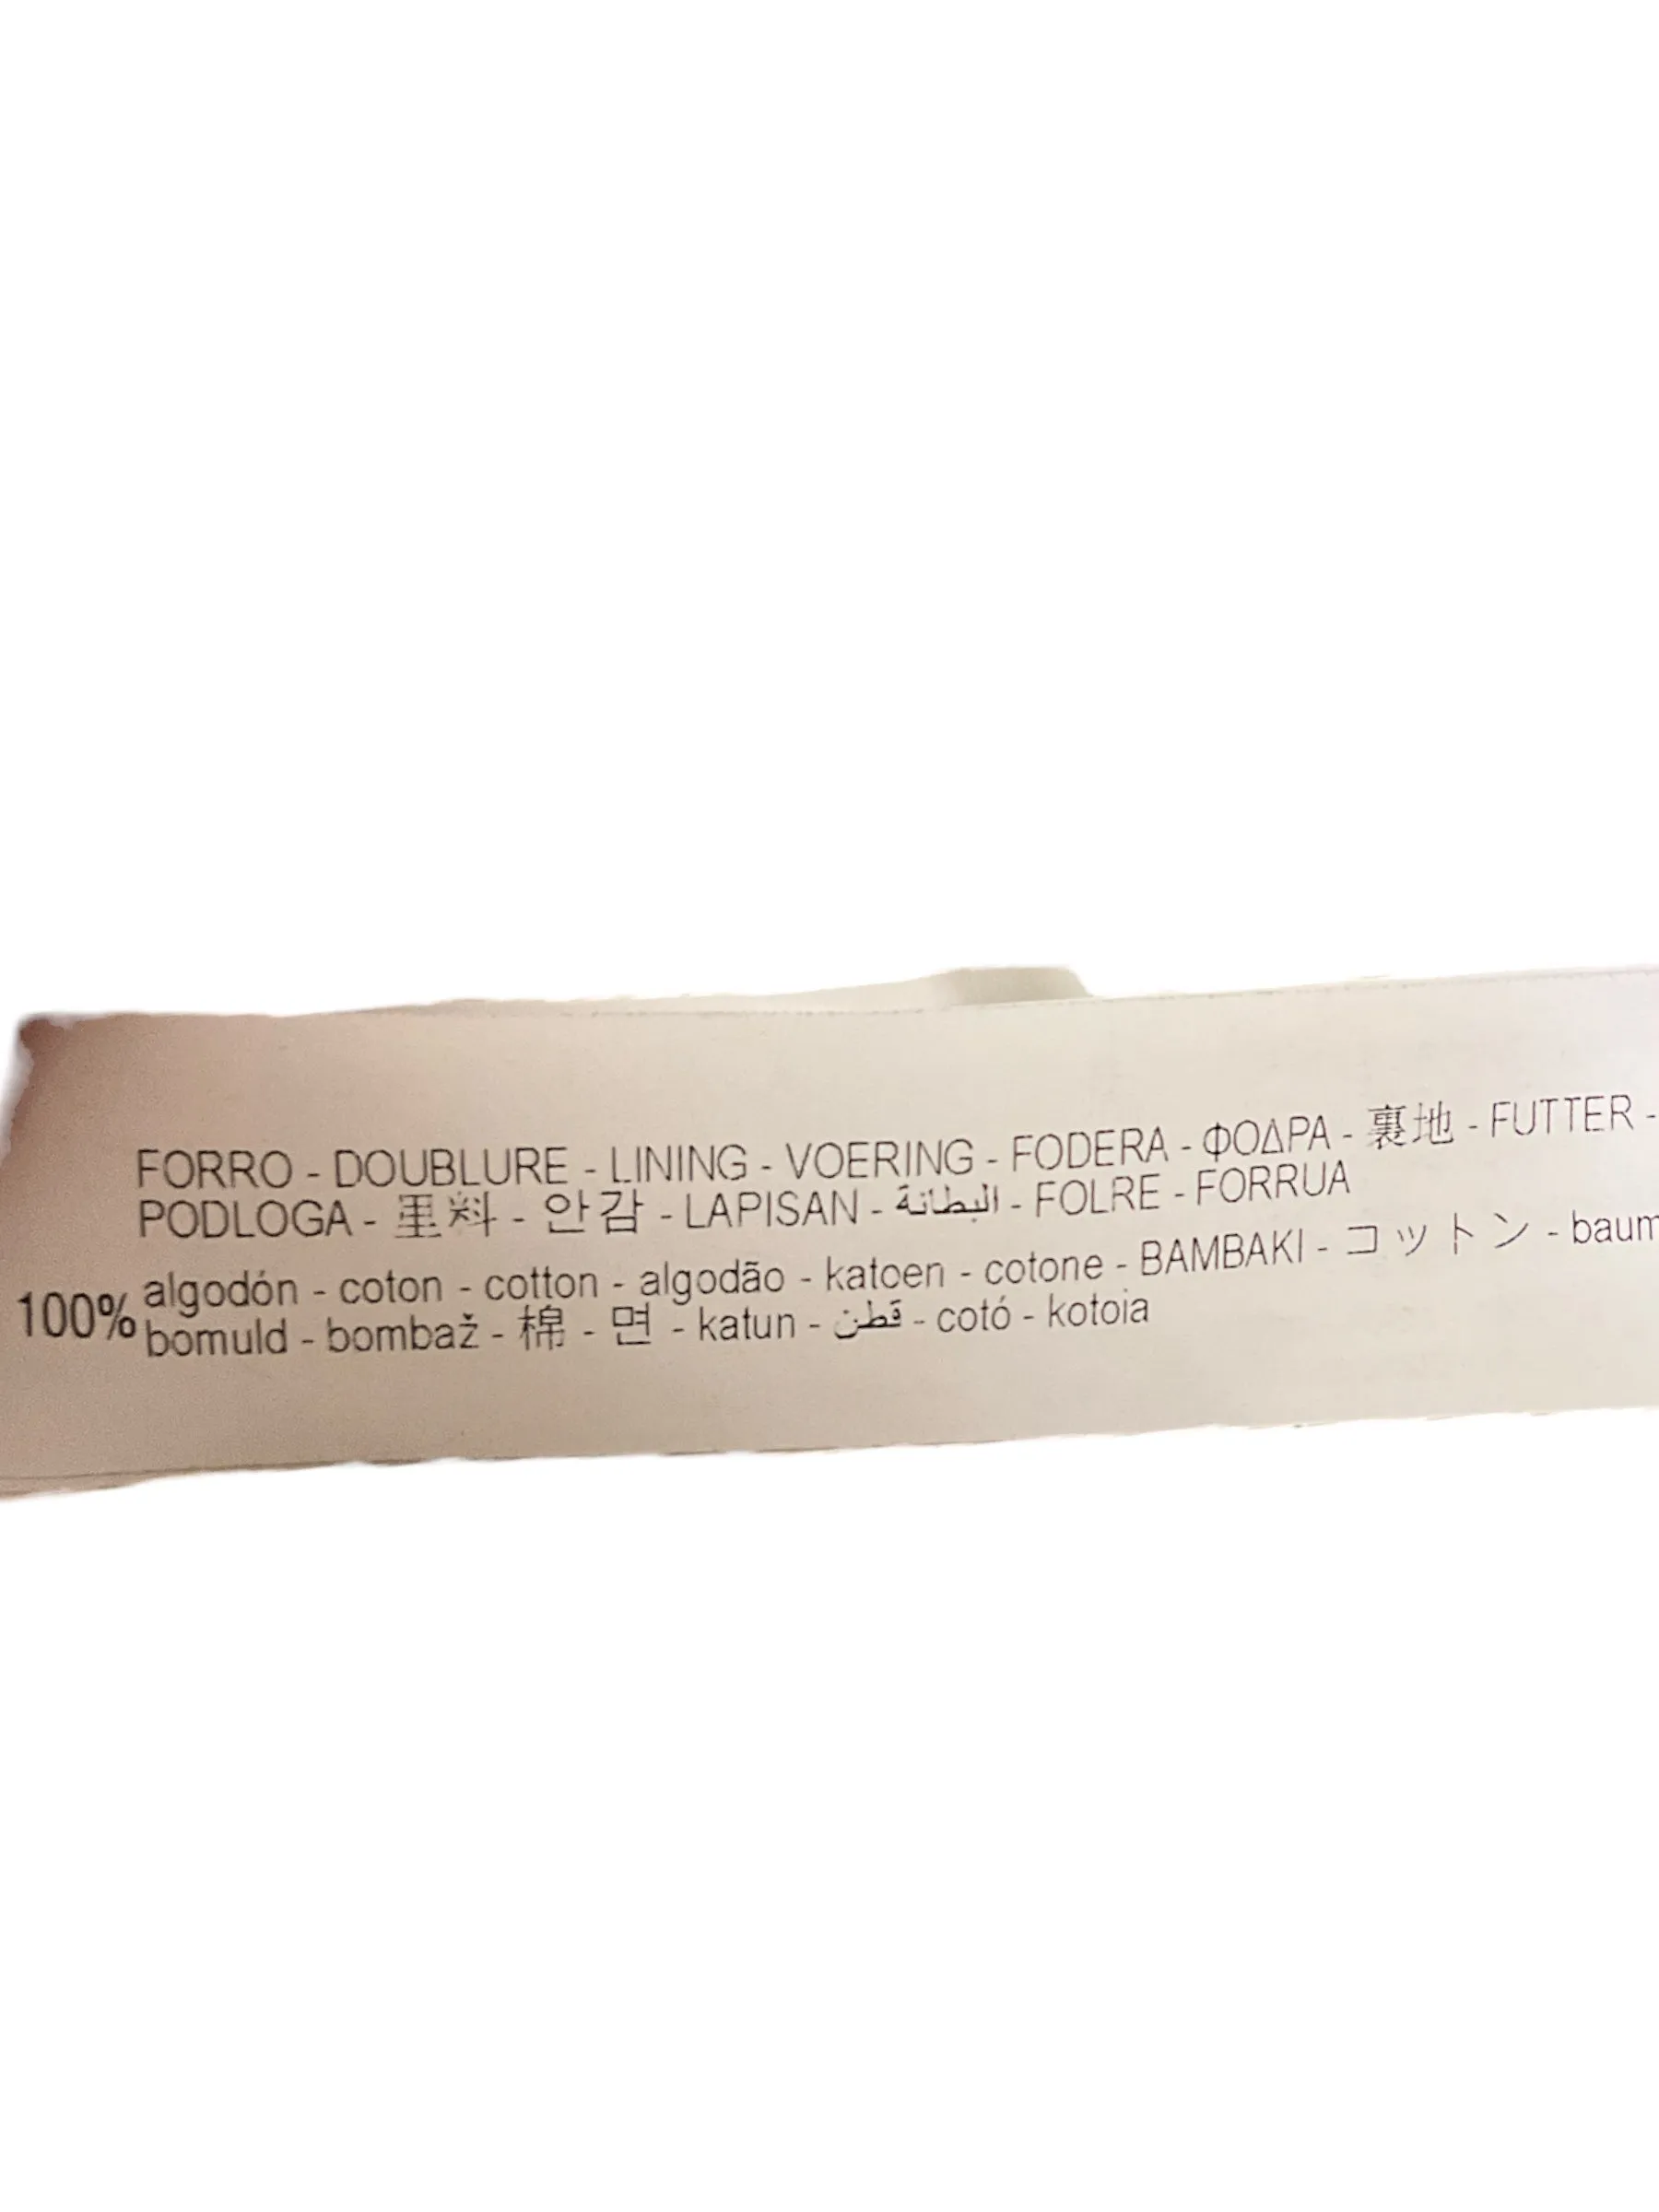 FORRO - DOUBLURE - LINING - VOERING - FODERA - ΦΟΔΡΑ - 裏地 - FUTTER -
PODLOGA - 里料 - 안감 - LAPISAN - البطانة - FOLRE - FORRUA
100% algodón - coton - cotton - algodão - katoen - cotone - BAMBAKI - コットン - baum
bomuld - bombaž - 棉 - 면 - katun - قطن - cotó - kotoia